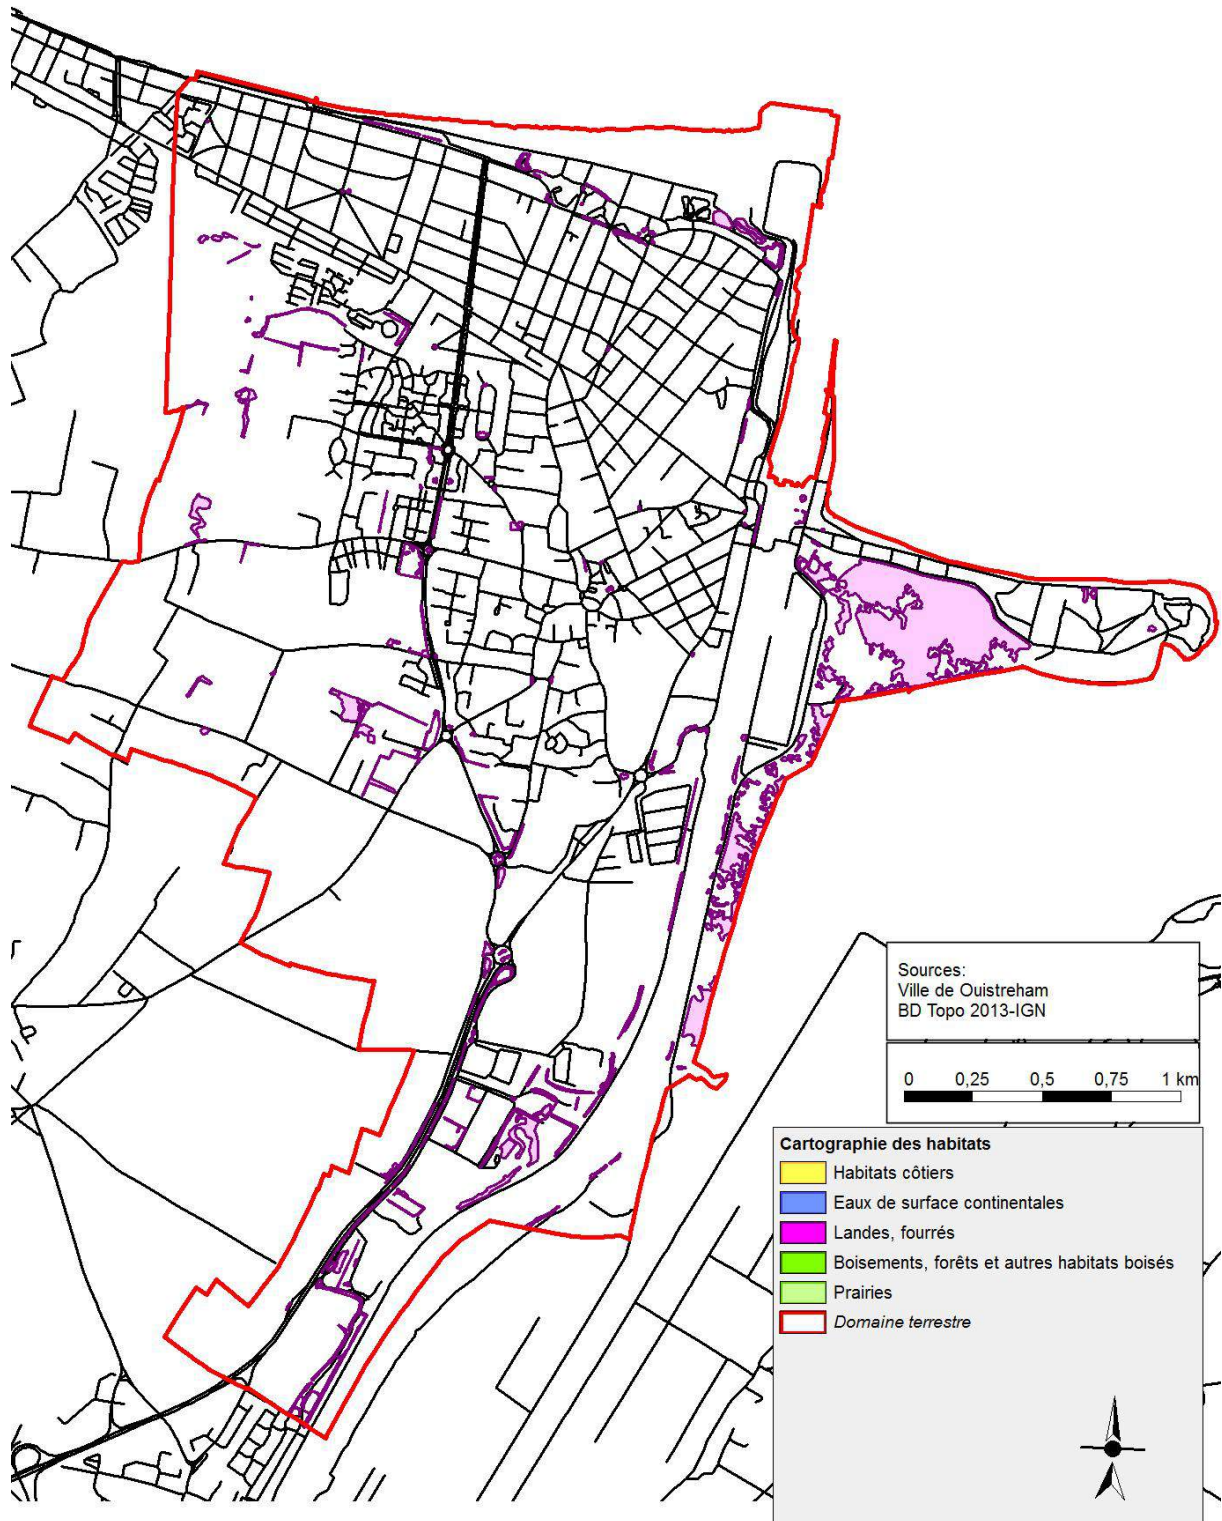 Sources:
Ville de Ouistreham
BD Topo 2013-IGN
0 0,25 0,5 0,75 1 km
Cartographie des habitats
Habitats côtiers
Eaux de surface continentales
Landes, fourrés
Boisements, forêts et autres habitats boisés
Prairies
Domaine terrestre